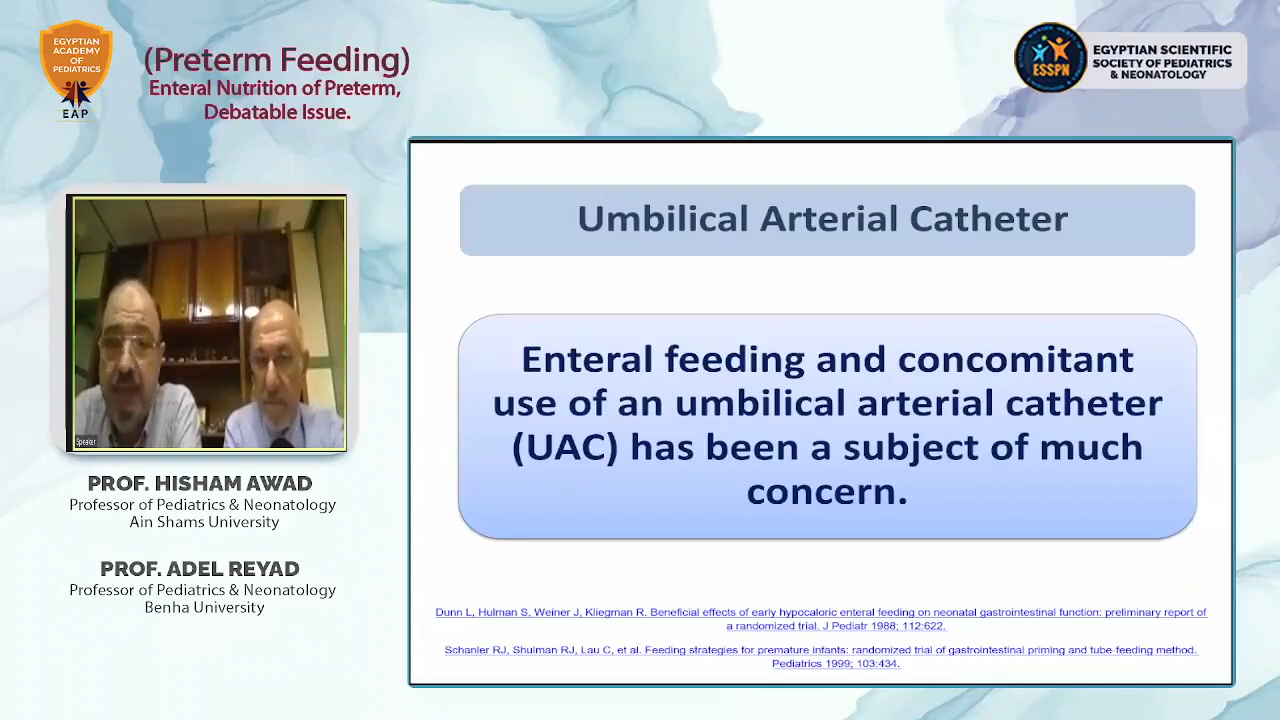 EGYPTIAN
ACADEMY
OF
PEDIATRICS
EAP
(Preterm Feeding)
Enteral Nutrition of Preterm,
Debatable Issue.
ESSPN
EGYPTIAN SCIENTIFIC
SOCIETY OF PEDIATRICS
& NEONATOLOGY
Speaker
PROF. HISHAM AWAD
Professor of Pediatrics & Neonatology
Ain Shams University
PROF. ADEL REYAD
Professor of Pediatrics & Neonatology
Benha University
Umbilical Arterial Catheter
Enteral feeding and concomitant
use of an umbilical arterial catheter
(UAC) has been a subject of much
concern.
Dunn L, Hulman S, Weiner J, Kliegman R. Beneficial effects of early hypocaloric enteral feeding on neonatal gastrointestinal function: preliminary report of
a randomized trial. J Pediatr 1988; 112:622.
Schanler RJ, Shulman RJ, Lau C, et al. Feeding strategies for premature infants: randomized trial of gastrointestinal priming and tube-feeding method.
Pediatrics 1999; 103:434.